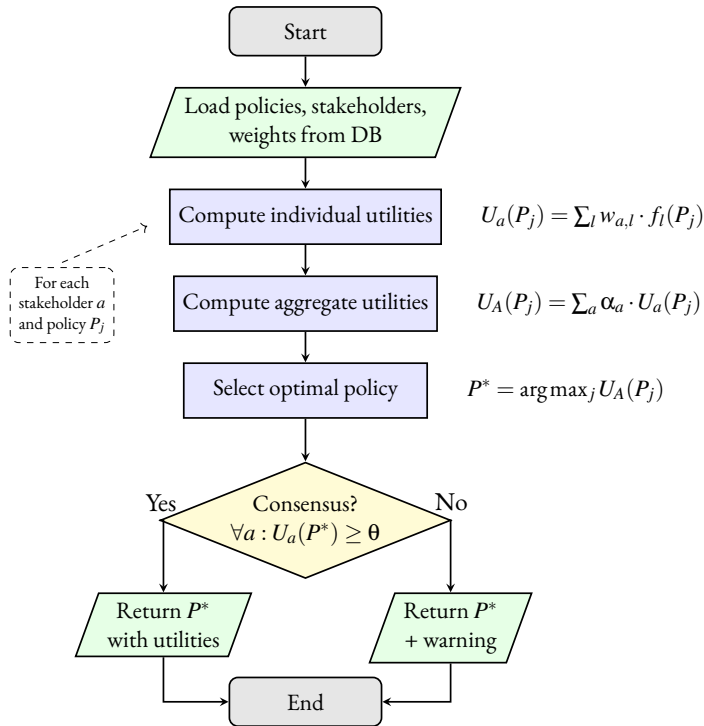 Start
Load policies, stakeholders,
weights from DB
Compute individual utilities
U_a(P_j) = ∑_l w_{a,l} · f_l(P_j)
For each
stakeholder a
and policy P_j
Compute aggregate utilities
U_A(P_j) = ∑_a α_a · U_a(P_j)
Select optimal policy
P* = arg max_j U_A(P_j)
Consensus?
∀a : U_a(P*) ≥ θ
Yes
No
Return P*
with utilities
Return P*
+ warning
End